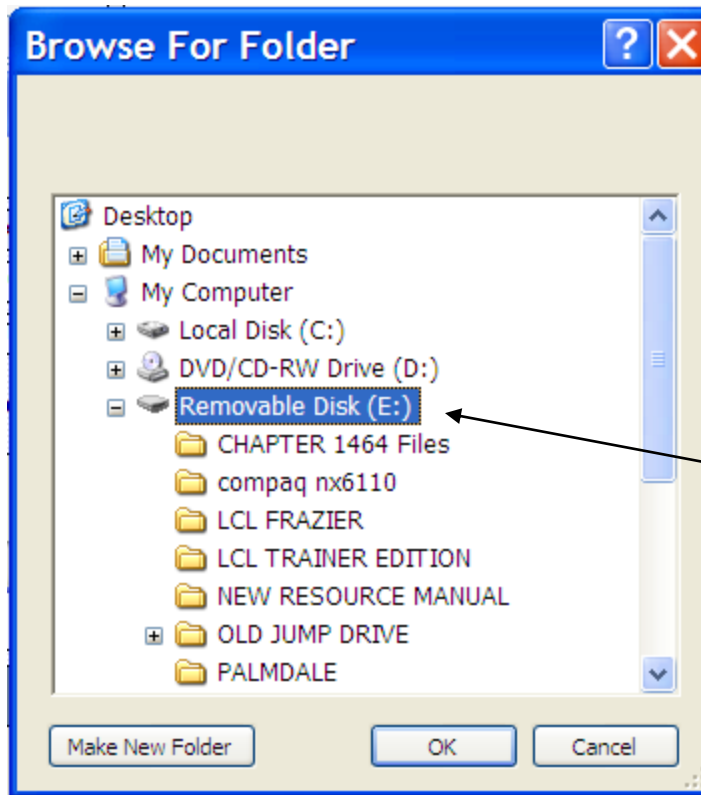 Browse For Folder
Desktop
My Documents
My Computer
Local Disk (C:)
DVD/CD-RW Drive (D:)
Removable Disk (E:)
CHAPTER 1464 Files
compaq nx6110
LCL FRAZIER
LCL TRAINER EDITION
NEW RESOURCE MANUAL
OLD JUMP DRIVE
PALMDALE
Make New Folder OK Cancel